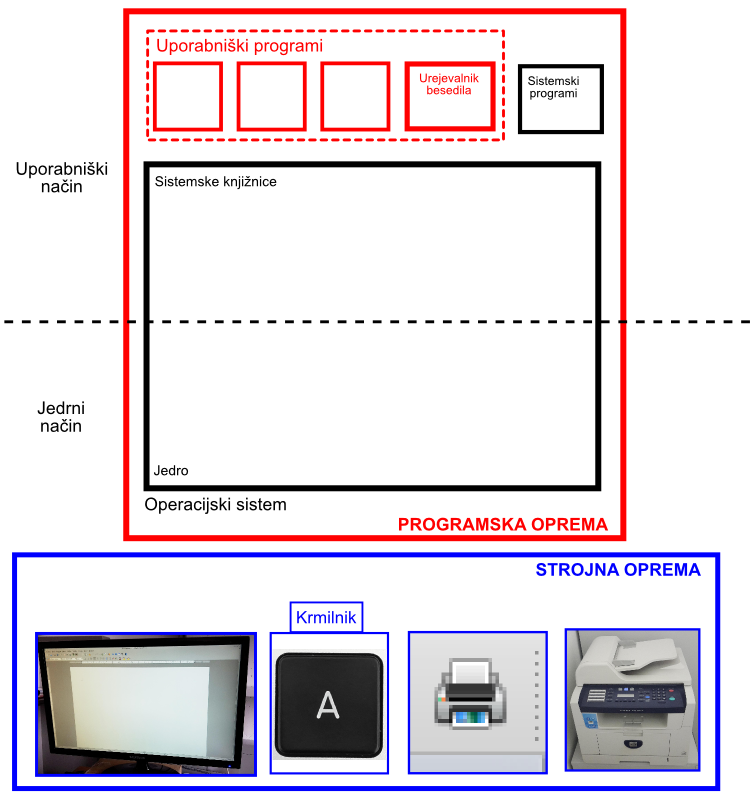 Uporabniški programi
Urejevalnik
besedila
Sistemski
programi
Uporabniški
način
Sistemske knjižnice
Jedrni
način
Jedro
Operacijski sistem
PROGRAMSKA OPREMA
STROJNA OPREMA
Krmilnik
A